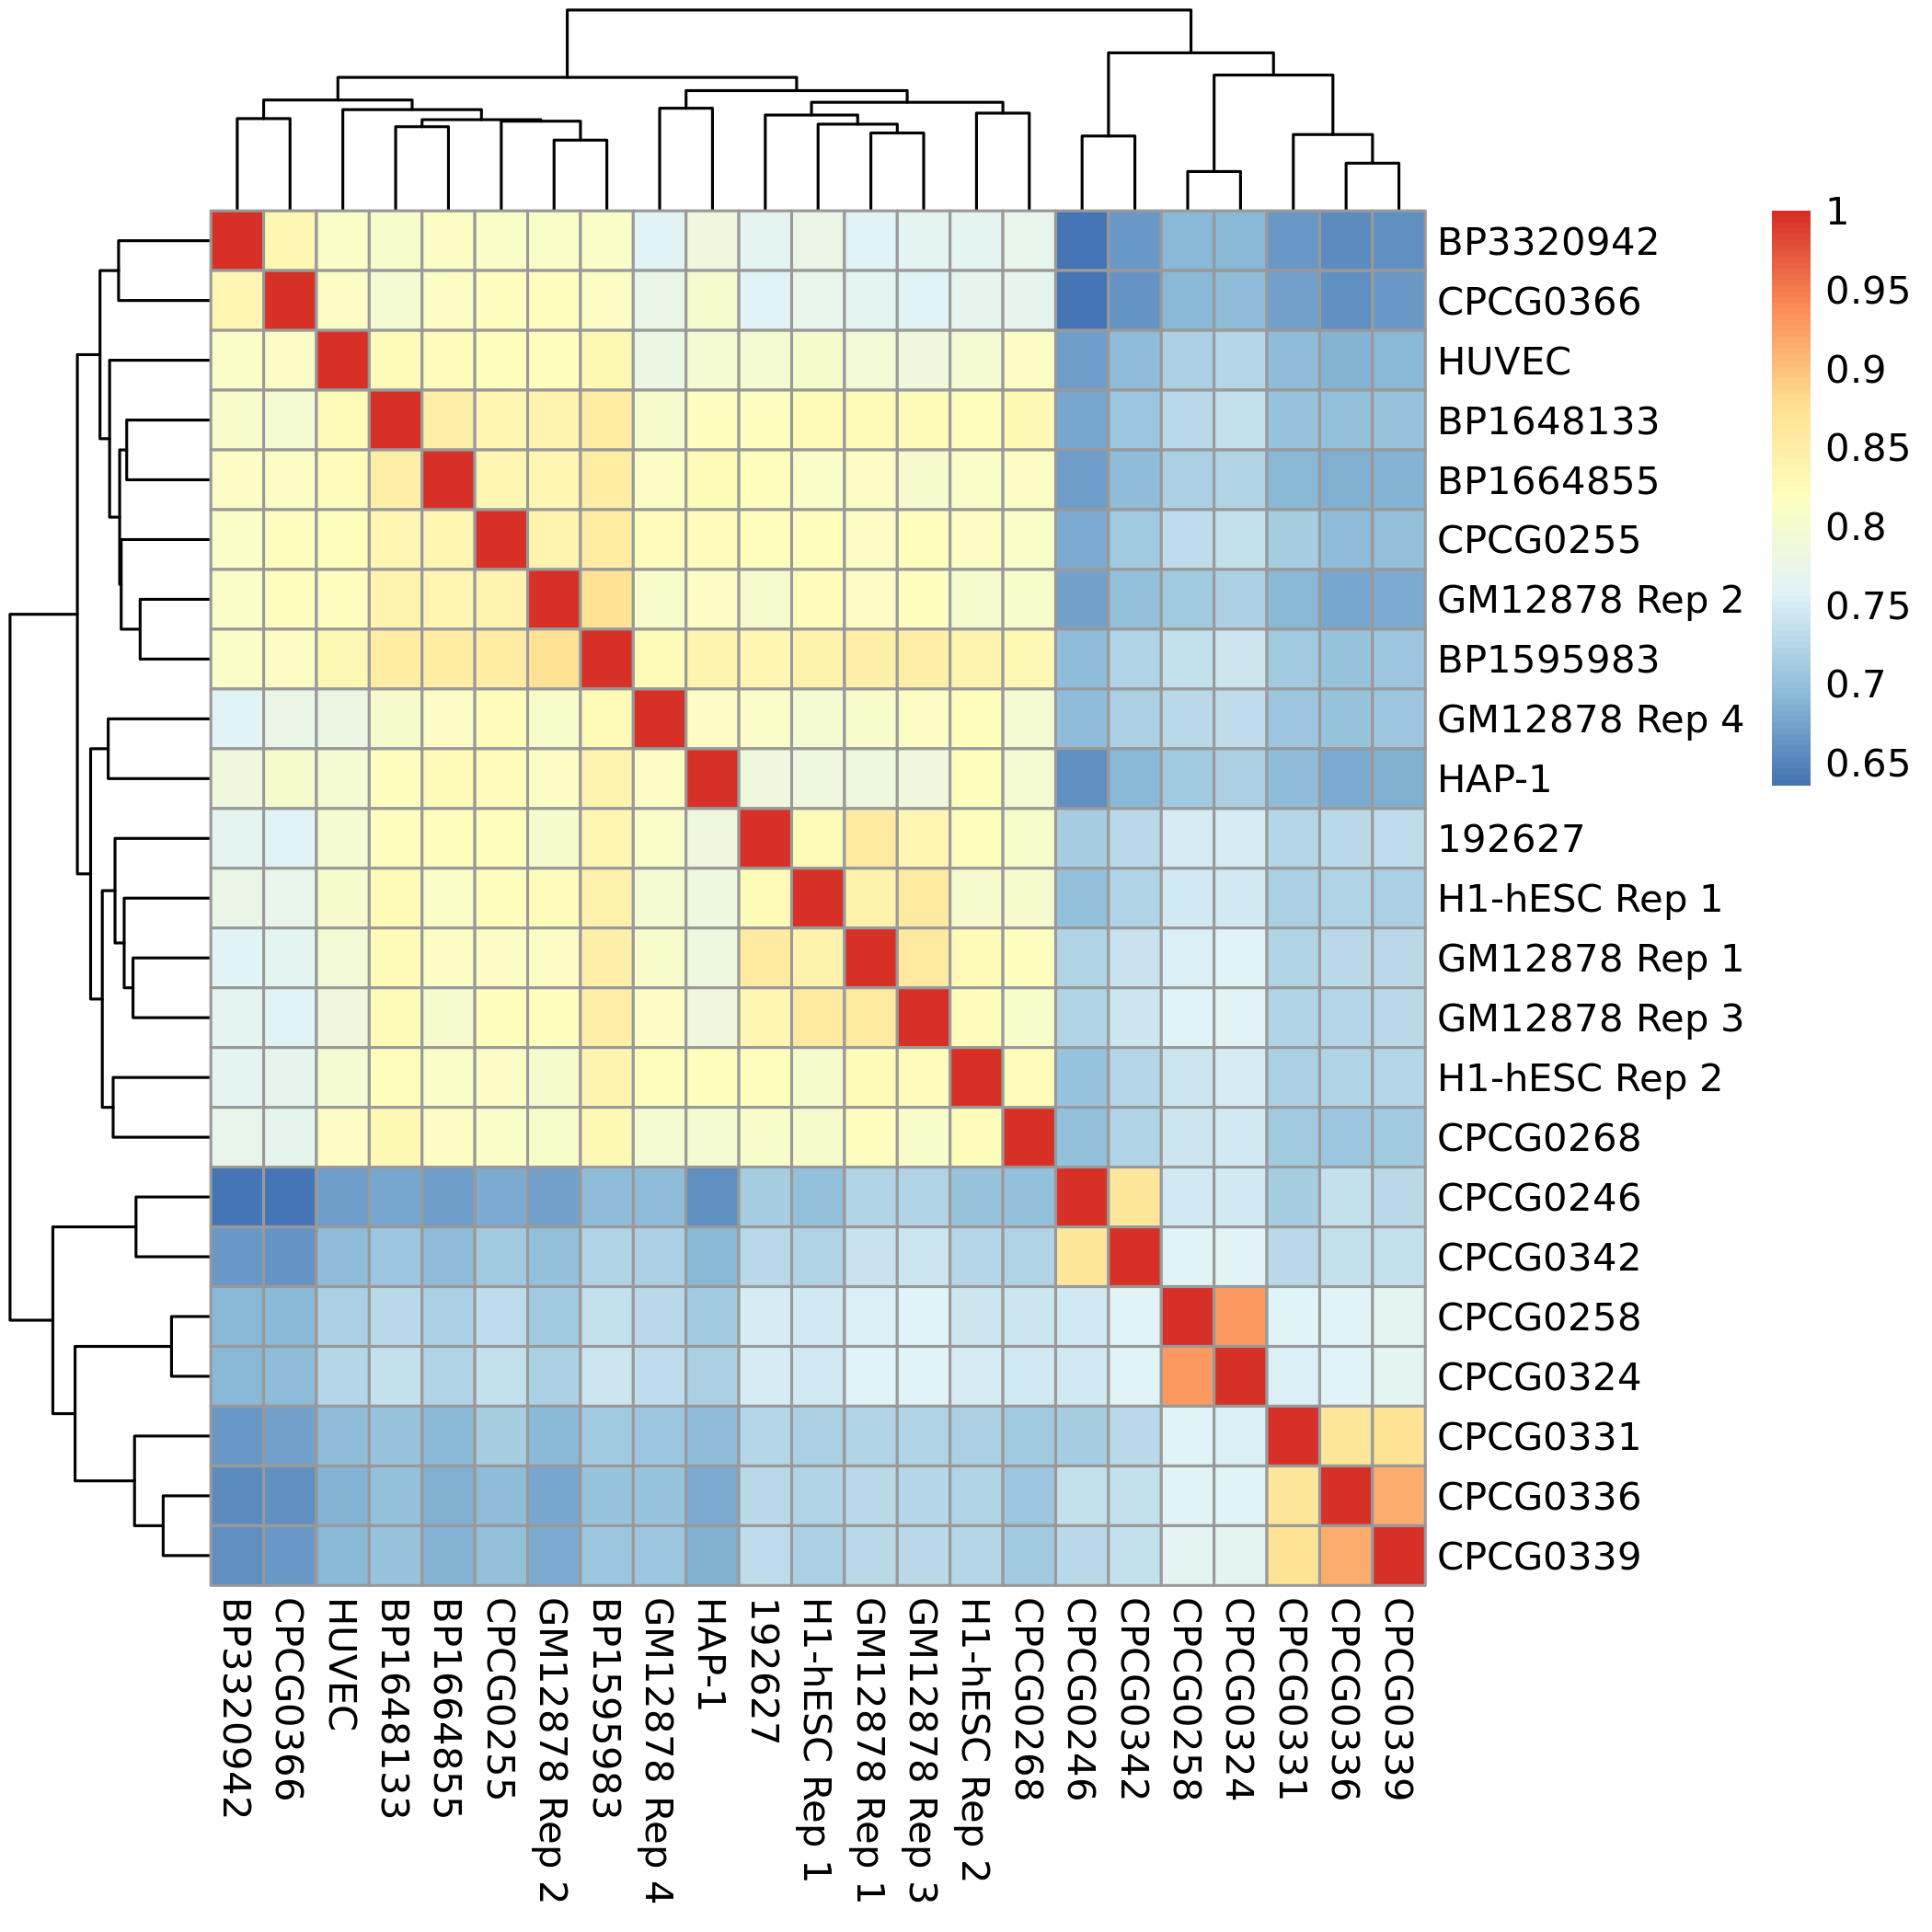 1
0.95
0.9
0.85
0.8
0.75
0.7
0.65
BP3320942
CPCG0366
HUVEC
BP1648133
BP1664855
CPCG0255
GM12878 Rep 2
BP1595983
GM12878 Rep 4
HAP-1
192627
H1-hESC Rep 1
GM12878 Rep 1
GM12878 Rep 3
H1-hESC Rep 2
CPCG0268
CPCG0246
CPCG0342
CPCG0258
CPCG0324
CPCG0331
CPCG0336
CPCG0339
BP3320942
CPCG0366
HUVEC
BP1648133
BP1664855
CPCG0255
GM12878 Rep 2
BP1595983
GM12878 Rep 4
HAP-1
192627
H1-hESC Rep 1
GM12878 Rep 1
GM12878 Rep 3
H1-hESC Rep 2
CPCG0268
CPCG0246
CPCG0342
CPCG0258
CPCG0324
CPCG0331
CPCG0336
CPCG0339